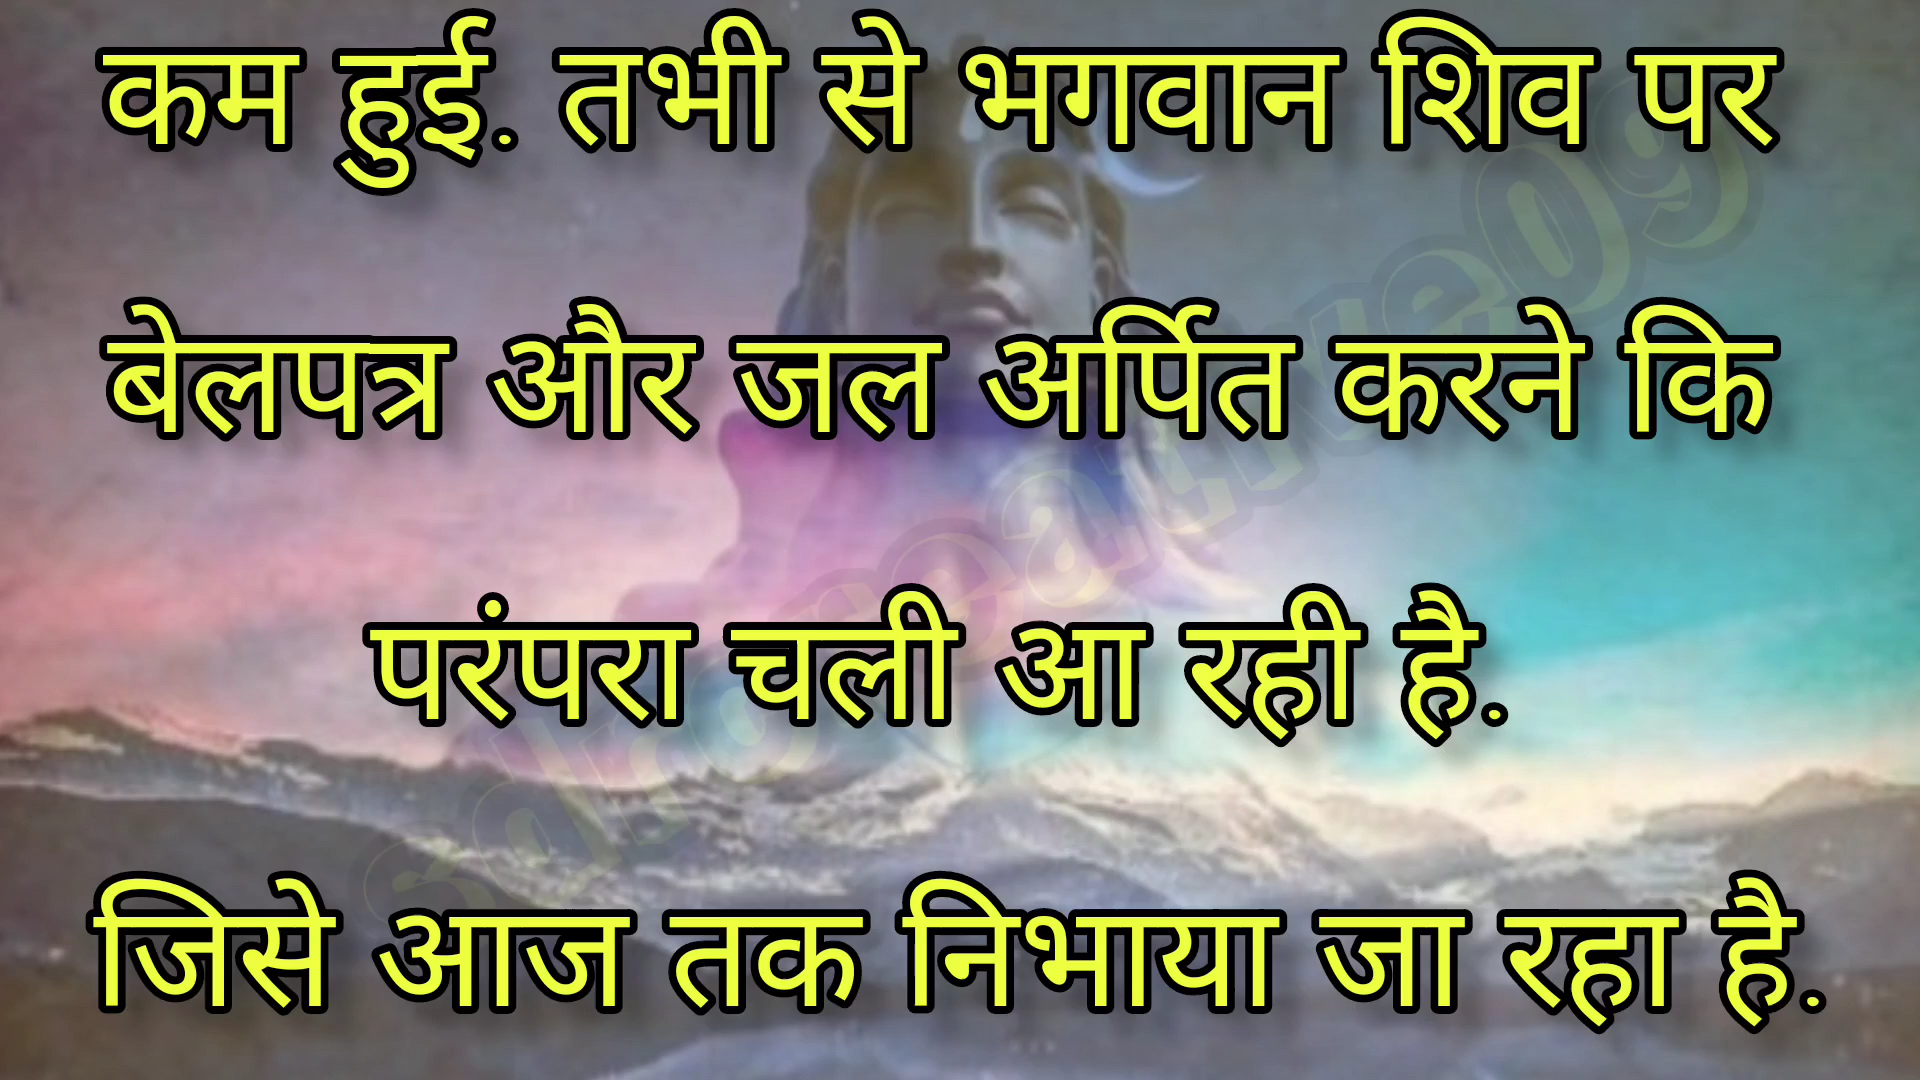 कम हुई. तभी से भगवान शिव पर
बेलपत्र और जल अर्पित करने कि
परंपरा चली आ रही है.
जिसे आज तक निभाया जा रहा है.